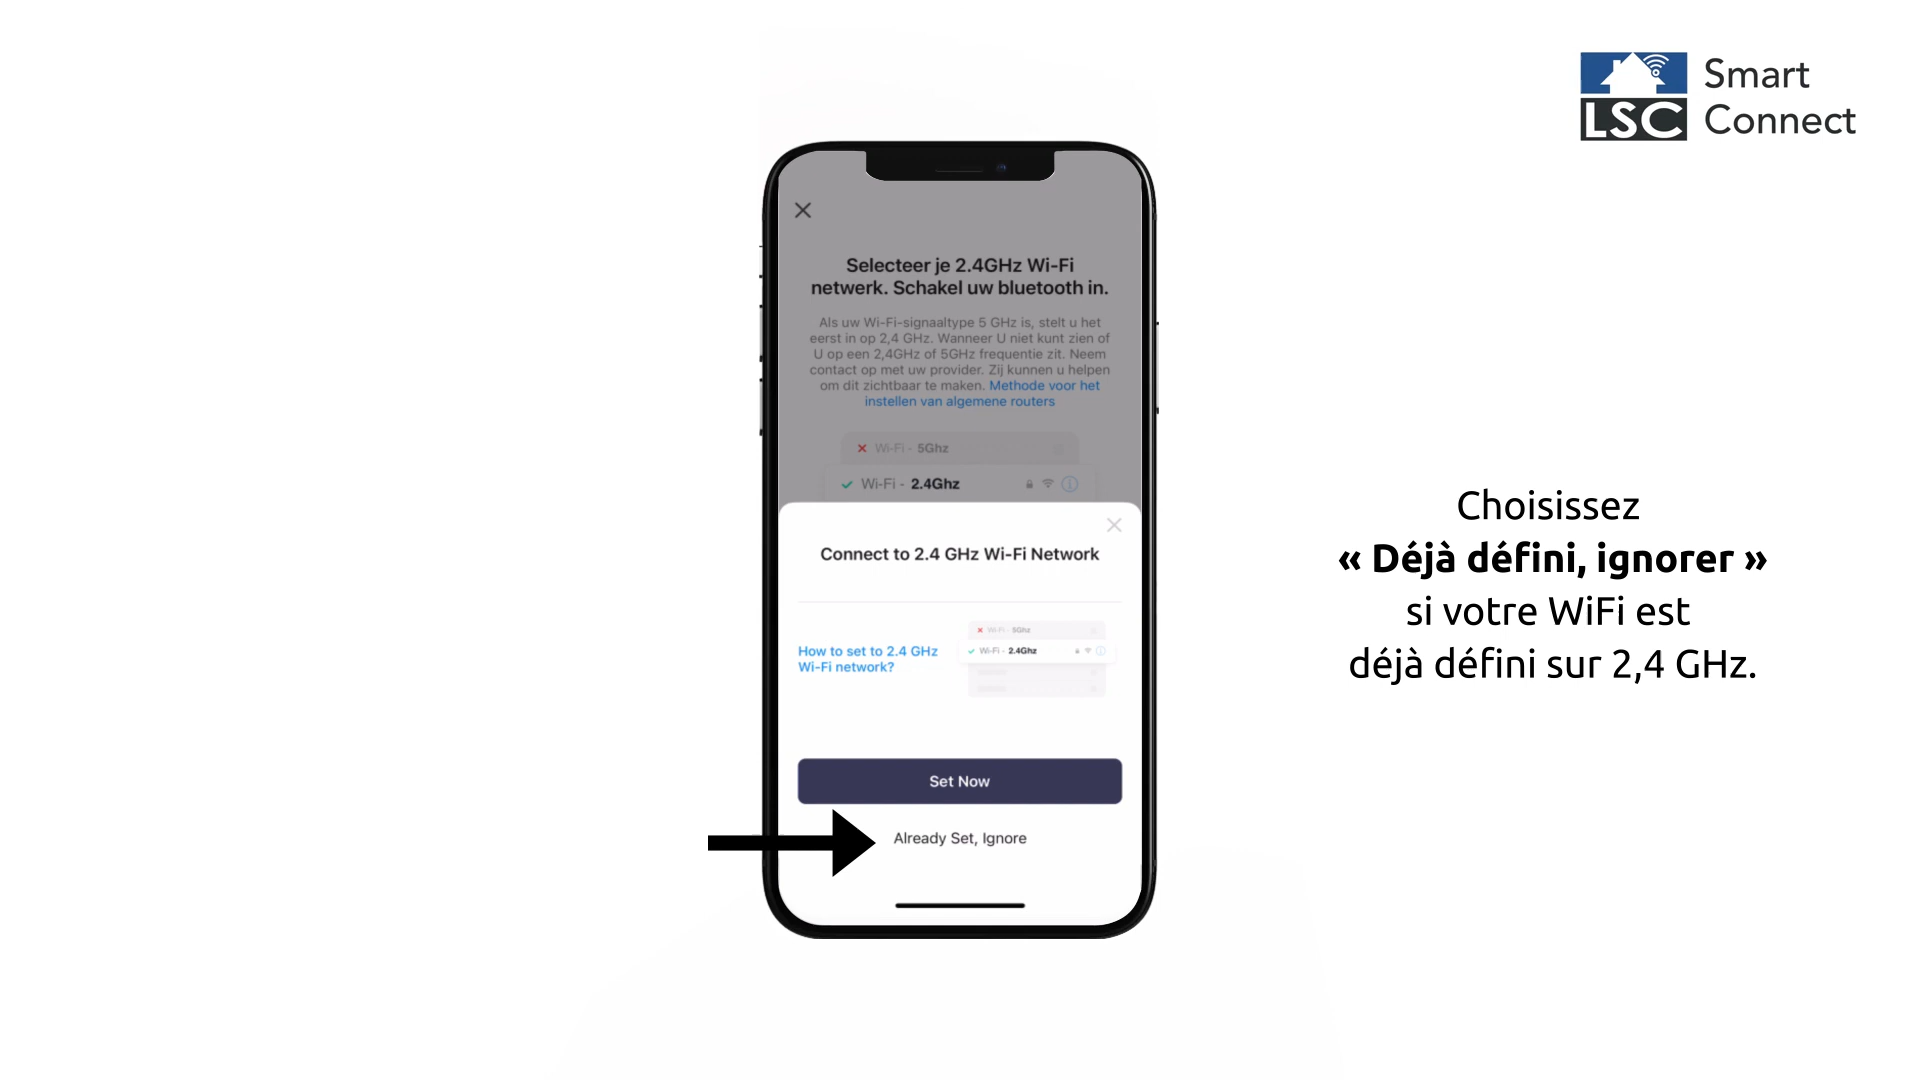 Smart
Connect
LSC
Selecteer je 2.4GHz Wi-Fi
netwerk. Schakel uw bluetooth in.
Als uw Wi-Fi-signaaltype 5 GHz is, stelt u het
eerst in op 2,4 GHz. Wanneer U niet kunt zien of
U op een 2,4GHz of 5GHz frequentie zit. Neem
contact op met uw provider. Zij kunnen u helpen
om dit zichtbaar te maken. Methode voor het
instellen van algemene routers
Wi-Fi - 5Ghz
Wi-Fi - 2.4Ghz
Connect to 2.4 GHz Wi-Fi Network
How to set to 2.4 GHz
Wi-Fi network?
Wi-Fi - 5Ghz
Wi-Fi - 2.4Ghz
Set Now
Already Set, Ignore
Choisissez
« Déjà défini, ignorer »
si votre WiFi est
déjà défini sur 2,4 GHz.